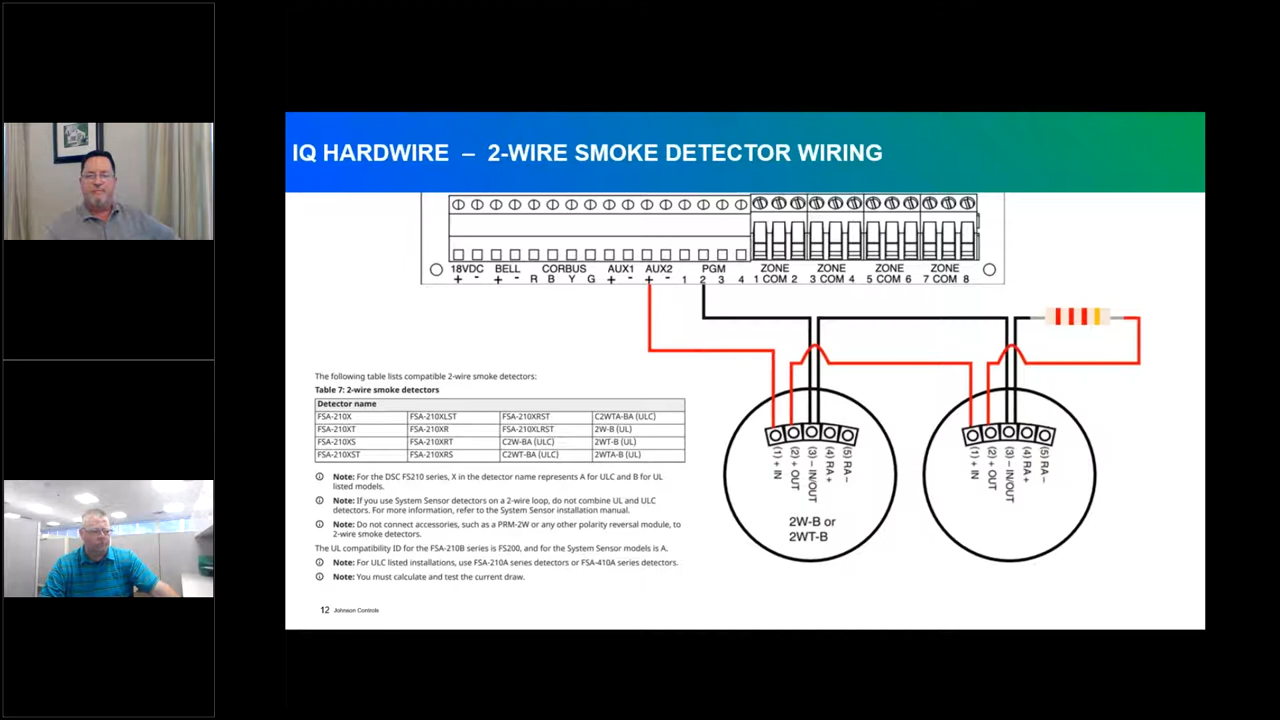 IQ HARDWIRE – 2-WIRE SMOKE DETECTOR WIRING
18VDC BELL CORBUS AUX1 AUX2 PGM ZONE ZONE ZONE ZONE
+ - + - R B Y G + - + - 1 2 3 4 1 COM 2 3 COM 4 5 COM 6 7 COM 8
The following table lists compatible 2-wire smoke detectors:
Table 7: 2-wire smoke detectors
Detector name
FSA-210X FSA-210XLST FSA-210XRST C2WTA-BA (ULC)
FSA-210XT FSA-210XR FSA-210XLRST 2W-B (UL)
FSA-210XS FSA-210XRT C2W-BA (ULC) 2WT-B (UL)
FSA-210XST FSA-210XRS C2WT-BA (ULC) 2WTA-B (UL)
Note: For the DSC FS210 series, X in the detector name represents A for ULC and B for UL
listed models.
Note: If you use System Sensor detectors on a 2-wire loop, do not combine UL and ULC
detectors. For more information, refer to the System Sensor installation manual.
Note: Do not connect accessories, such as a PRM-2W or any other polarity reversal module, to
2-wire smoke detectors.
The UL compatibility ID for the FSA-210B series is FS200, and for the System Sensor models is A.
Note: For ULC listed installations, use FSA-210A series detectors or FSA-410A series detectors.
Note: You must calculate and test the current draw.
(1) + IN
(2) + OUT
(3) – IN/OUT
(4) RA+
(5) RA–
2W-B or
2WT-B
(1) + IN
(2) + OUT
(3) – IN/OUT
(4) RA+
(5) RA–
12 Johnson Controls